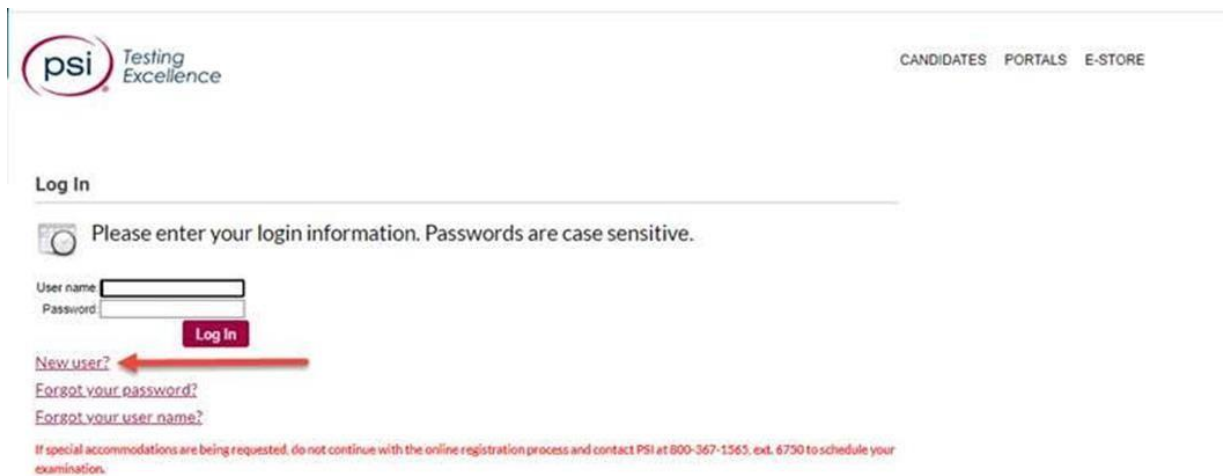 psi Testing
Excellence
CANDIDATES PORTALS E-STORE
Log In
Please enter your login information. Passwords are case sensitive.
User name:
Password:
Log In
New user?
Forgot your password?
Forgot your user name?
If special accommodations are being requested, do not continue with the online registration process and contact PSI at 800-367-1565, ext. 6750 to schedule your
examination.